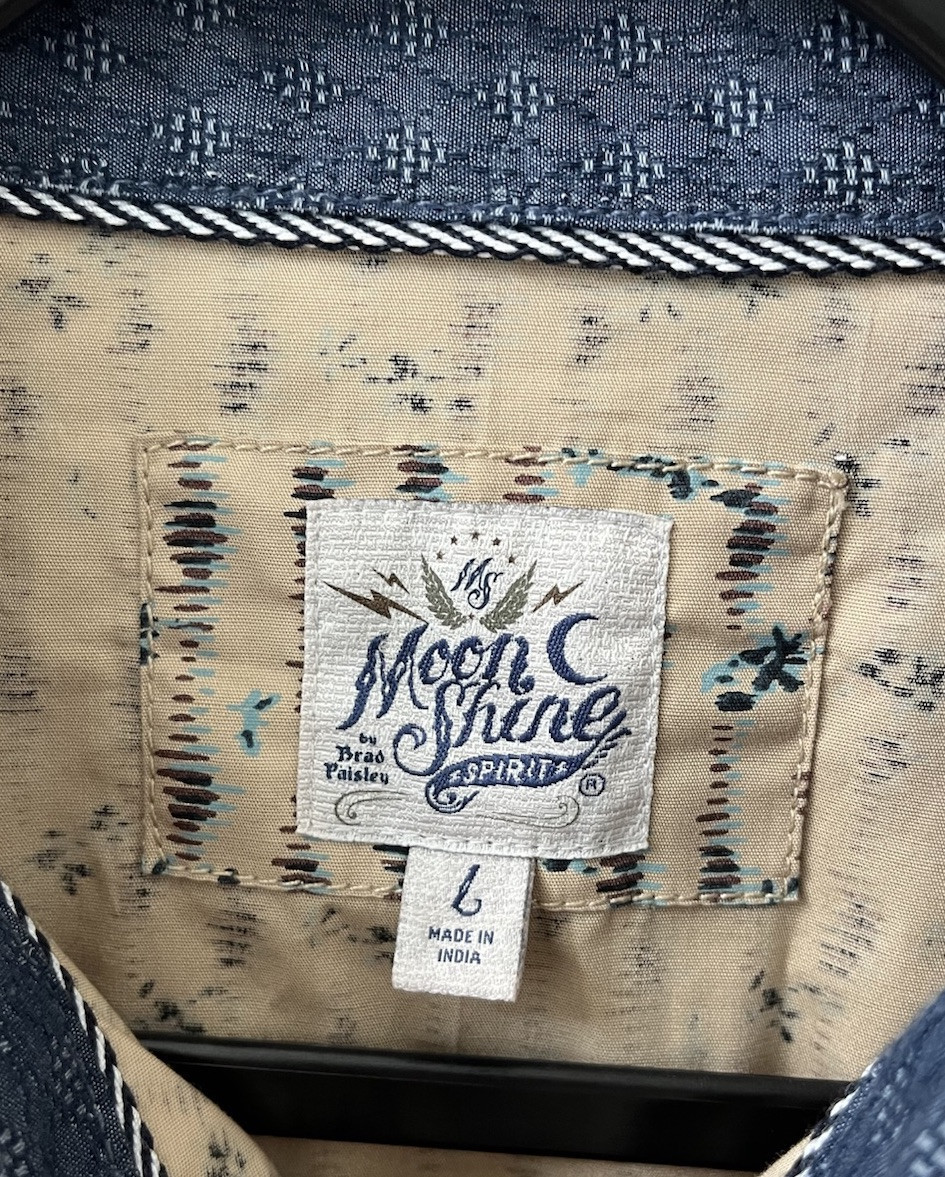 MS
Moon
Shine
by
Brad
Paisley
SPIRIT
®
L
MADE IN
INDIA